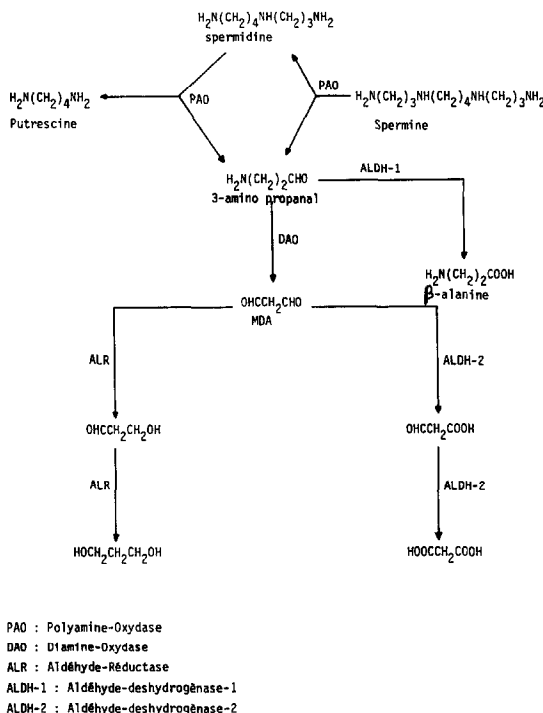 H₂N(CH₂)₄NH(CH₂)₃NH₂
spermidine
PAO
PAO
H₂N(CH₂)₄NH₂
Putrescine
H₂N(CH₂)₃NH(CH₂)₄NH(CH₂)₃NH₂
Spermine
H₂N(CH₂)₂CHO
3-amino propanal
ALDH-1
DAO
H₂N(CH₂)₂COOH
β-alanine
OHCCH₂CHO
MDA
ALR
ALDH-2
OHCCH₂CH₂OH
OHCCH₂COOH
ALR
ALDH-2
HOCH₂CH₂CH₂OH
HOOCCH₂COOH
PAO : Polyamine-Oxydase
DAO : Diamine-Oxydase
ALR : Aldéhyde-Réductase
ALDH-1 : Aldéhyde-deshydrogènase-1
ALDH-2 : Aldéhyde-deshydrogènase-2